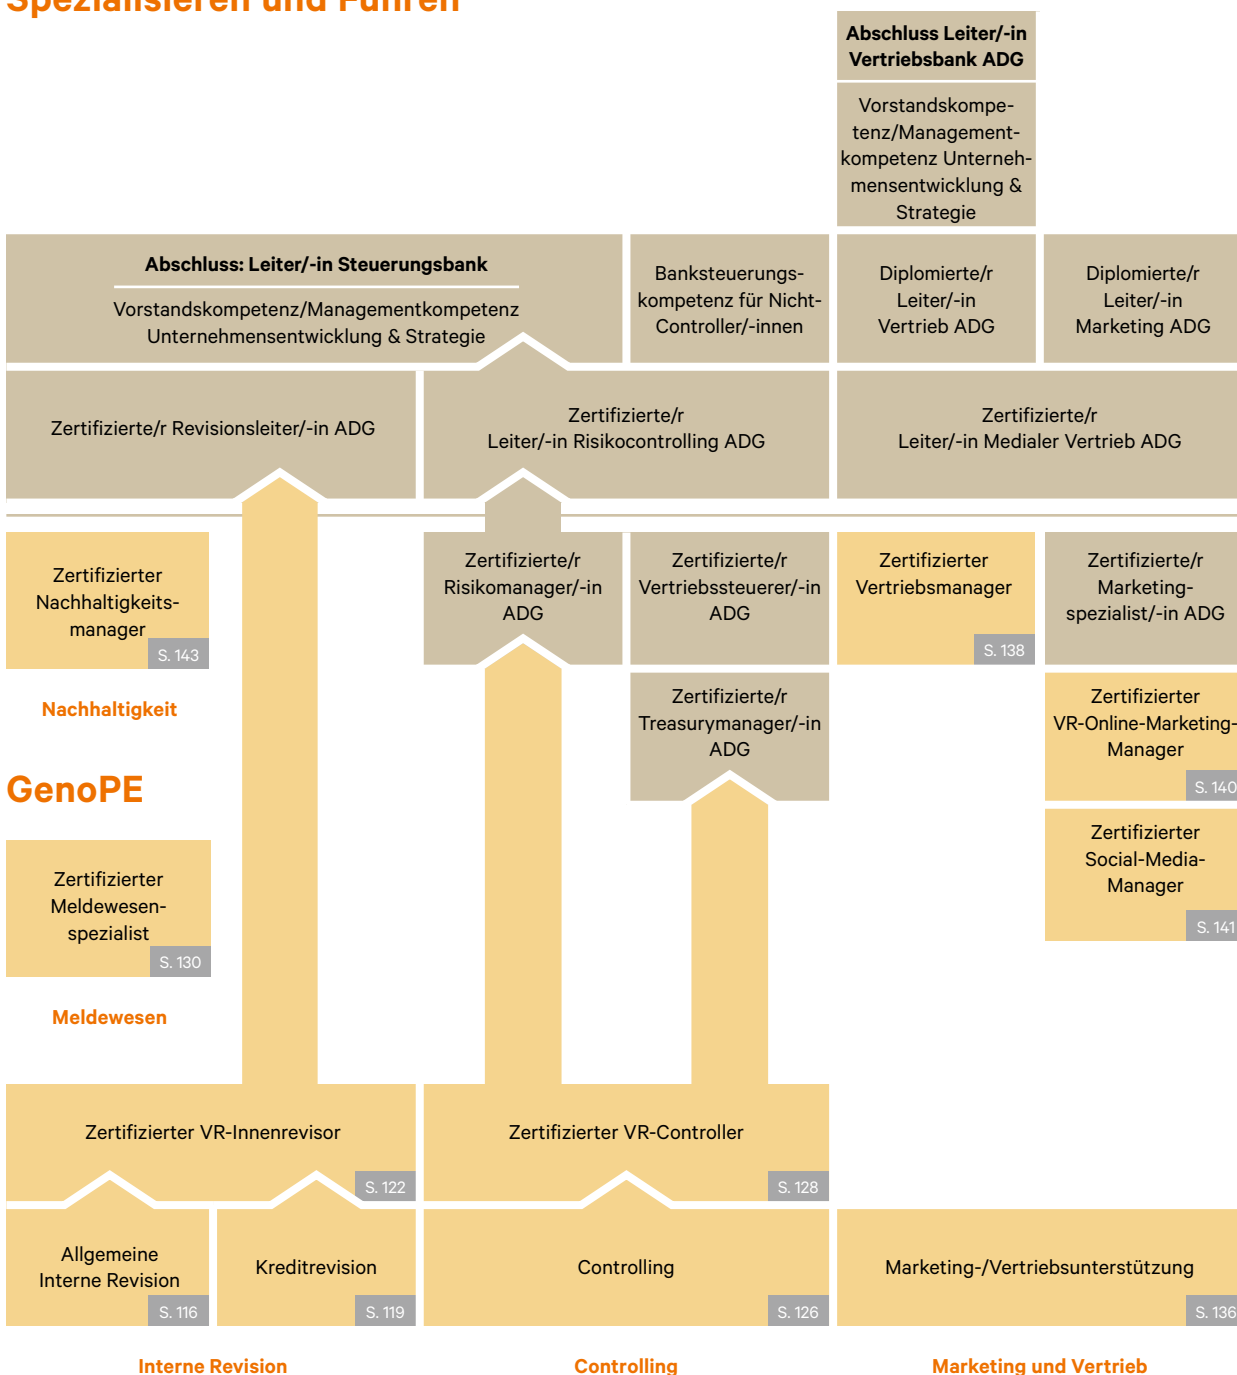 Spezialisieren und Führen
Abschluss Leiter/-in
Vertriebsbank ADG
Vorstandskompe-
tenz/Management-
kompetenz Unterneh-
mensentwicklung &
Strategie
Abschluss: Leiter/-in Steuerungsbank
Vorstandskompetenz/Managementkompetenz
Unternehmensentwicklung & Strategie
Banksteuerungs-
kompetenz für Nicht-
Controller/-innen
Diplomierte/r
Leiter/-in
Vertrieb ADG
Diplomierte/r
Leiter/-in
Marketing ADG
Zertifizierte/r Revisionsleiter/-in ADG
Zertifizierte/r
Leiter/-in Risikocontrolling ADG
Zertifizierte/r
Leiter/-in Medialer Vertrieb ADG
Zertifizierter
Nachhaltigkeits-
manager
S. 143
Zertifizierte/r
Risikomanager/-in
ADG
Zertifizierte/r
Vertriebssteuerer/-in
ADG
Zertifizierter
Vertriebsmanager
S. 138
Zertifizierte/r
Marketing-
spezialist/-in ADG
Nachhaltigkeit
Zertifizierte/r
Treasurymanager/-in
ADG
Zertifizierter
VR-Online-Marketing-
Manager
S. 140
GenoPE
Zertifizierter
Meldewesen-
spezialist
S. 130
Zertifizierter
Social-Media-
Manager
S. 141
Meldewesen
Zertifizierter VR-Innenrevisor
S. 122
Zertifizierter VR-Controller
S. 128
Allgemeine
Interne Revision
S. 116
Kreditrevision
S. 119
Controlling
S. 126
Marketing-/Vertriebsunterstützung
S. 136
Interne Revision
Controlling
Marketing und Vertrieb